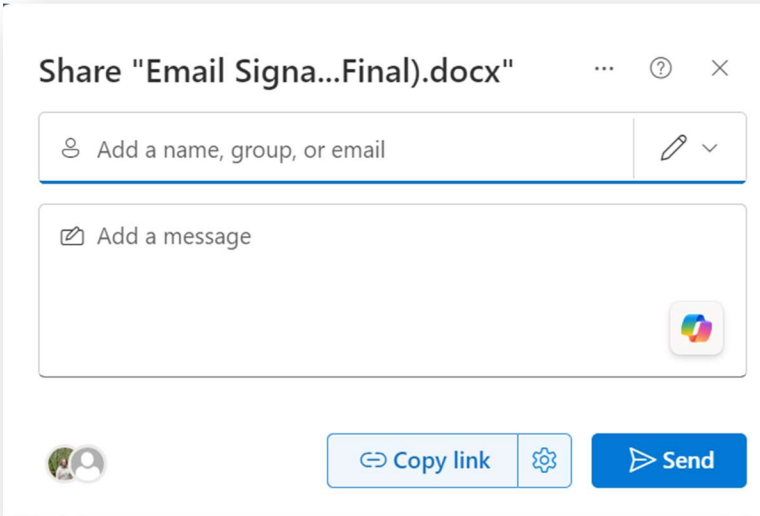 Share "Email Signa...Final).docx"
Add a name, group, or email
Add a message
Copy link
Send